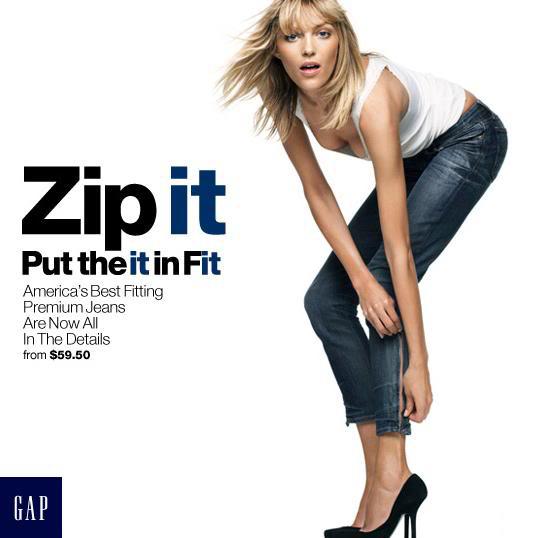 Zip it
Put the it in Fit
America's Best Fitting
Premium Jeans
Are Now All
In The Details
from $59.50
GAP